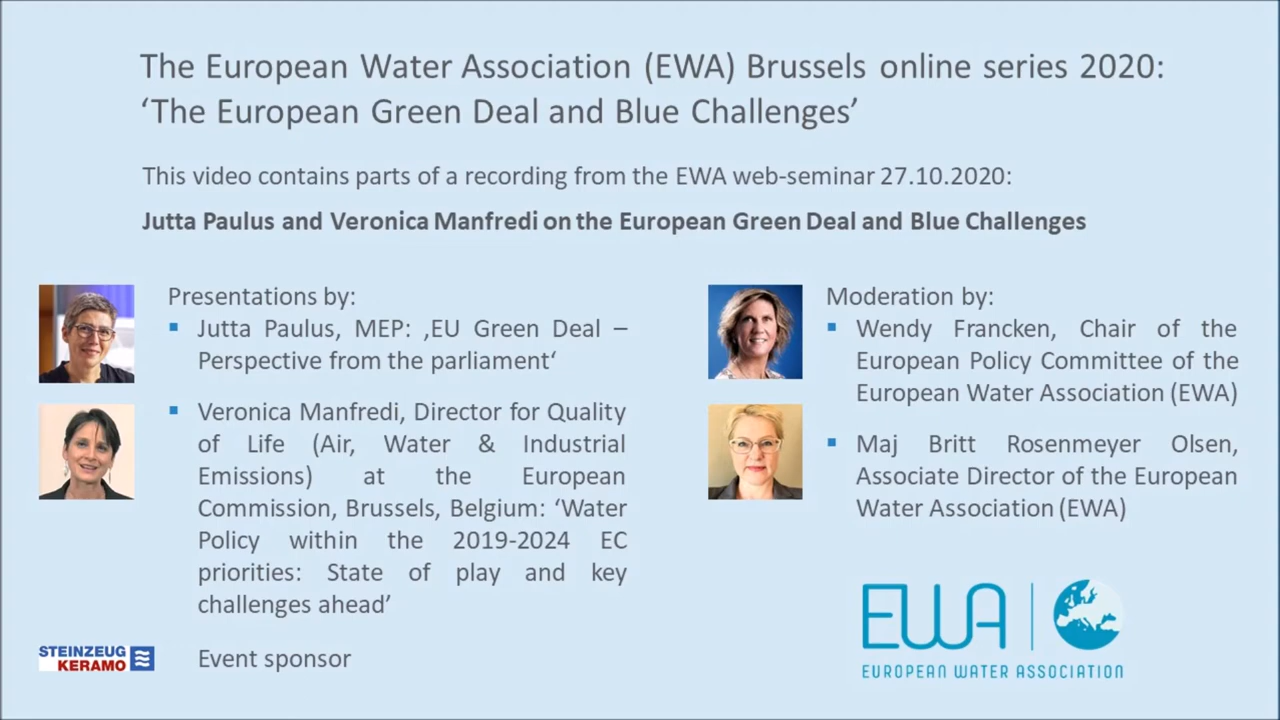 The European Water Association (EWA) Brussels online series 2020:
‘The European Green Deal and Blue Challenges’
This video contains parts of a recording from the EWA web-seminar 27.10.2020:
Jutta Paulus and Veronica Manfredi on the European Green Deal and Blue Challenges
Presentations by:
▪ Jutta Paulus, MEP: ‚EU Green Deal –
Perspective from the parliament‘
▪ Veronica Manfredi, Director for Quality
of Life (Air, Water & Industrial
Emissions) at the European
Commission, Brussels, Belgium: ‘Water
Policy within the 2019-2024 EC
priorities: State of play and key
challenges ahead’
STEINZEUG
KERAMO
Event sponsor
Moderation by:
▪ Wendy Francken, Chair of the
European Policy Committee of the
European Water Association (EWA)
▪ Maj Britt Rosenmeyer Olsen,
Associate Director of the European
Water Association (EWA)
EWA
EUROPEAN WATER ASSOCIATION